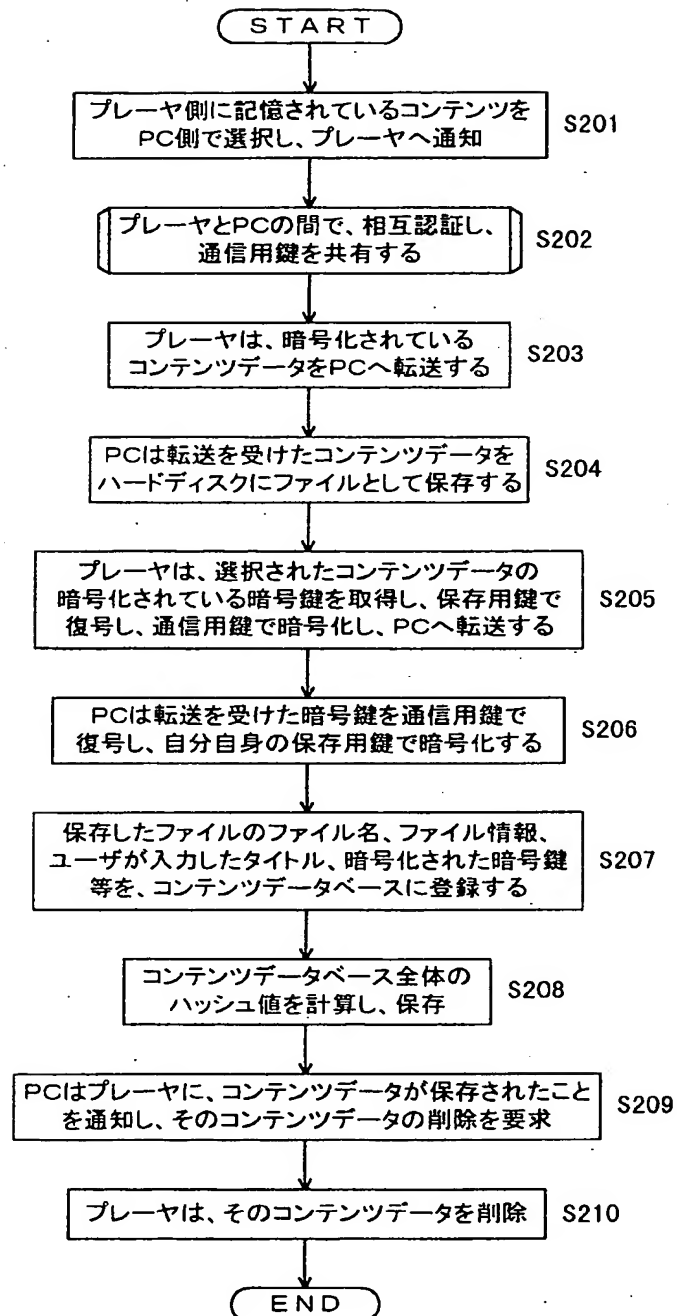 START
プレーヤ側に記憶されているコンテンツを
PC側で選択し、プレーヤへ通知
S201
プレーヤとPCの間で、相互認証し、
通信用鍵を共有する
S202
プレーヤは、暗号化されている
コンテンツデータをPCへ転送する
S203
PCは転送を受けたコンテンツデータを
ハードディスクにファイルとして保存する
S204
プレーヤは、選択されたコンテンツデータの
暗号化されている暗号鍵を取得し、保存用鍵で
復号し、通信用鍵で暗号化し、PCへ転送する
S205
PCは転送を受けた暗号鍵を通信用鍵で
復号し、自分自身の保存用鍵で暗号化する
S206
保存したファイルのファイル名、ファイル情報、
ユーザが入力したタイトル、暗号化された暗号鍵
等を、コンテンツデータベースに登録する
S207
コンテンツデータベース全体の
ハッシュ値を計算し、保存
S208
PCはプレーヤに、コンテンツデータが保存されたこと
を通知し、そのコンテンツデータの削除を要求
S209
プレーヤは、そのコンテンツデータを削除
S210
END